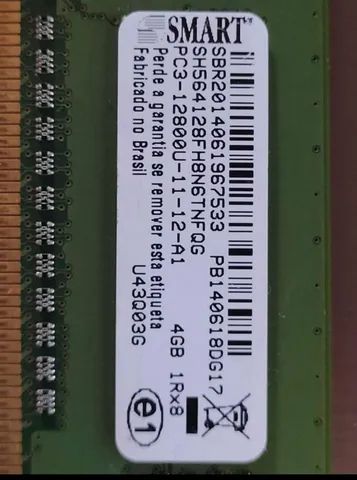 SMART
SBR2014061967533 PB140618DG17
SH564128FH8N6TNFQG
PC3-12800U-11-12-A1 4GB 1Rx8
Perde a garantia se remover esta etiqueta
Fabricado no Brasil U43Q03G
e1